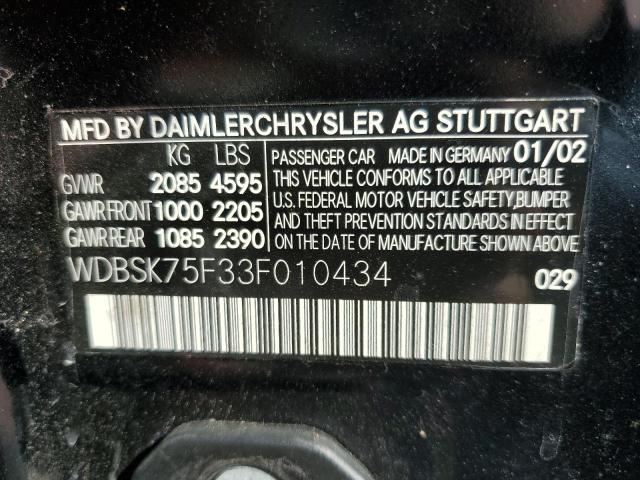 MFD BY DAIMLERCHRYSLER AG STUTTGART
KG LBS
GVWR 2085 4595
GAWR FRONT 1000 2205
GAWR REAR 1085 2390
PASSENGER CAR MADE IN GERMANY 01/02
THIS VEHICLE CONFORMS TO ALL APPLICABLE
U.S. FEDERAL MOTOR VEHICLE SAFETY, BUMPER
AND THEFT PREVENTION STANDARDS IN EFFECT
ON THE DATE OF MANUFACTURE SHOWN ABOVE
WDBSK75F33F010434 029